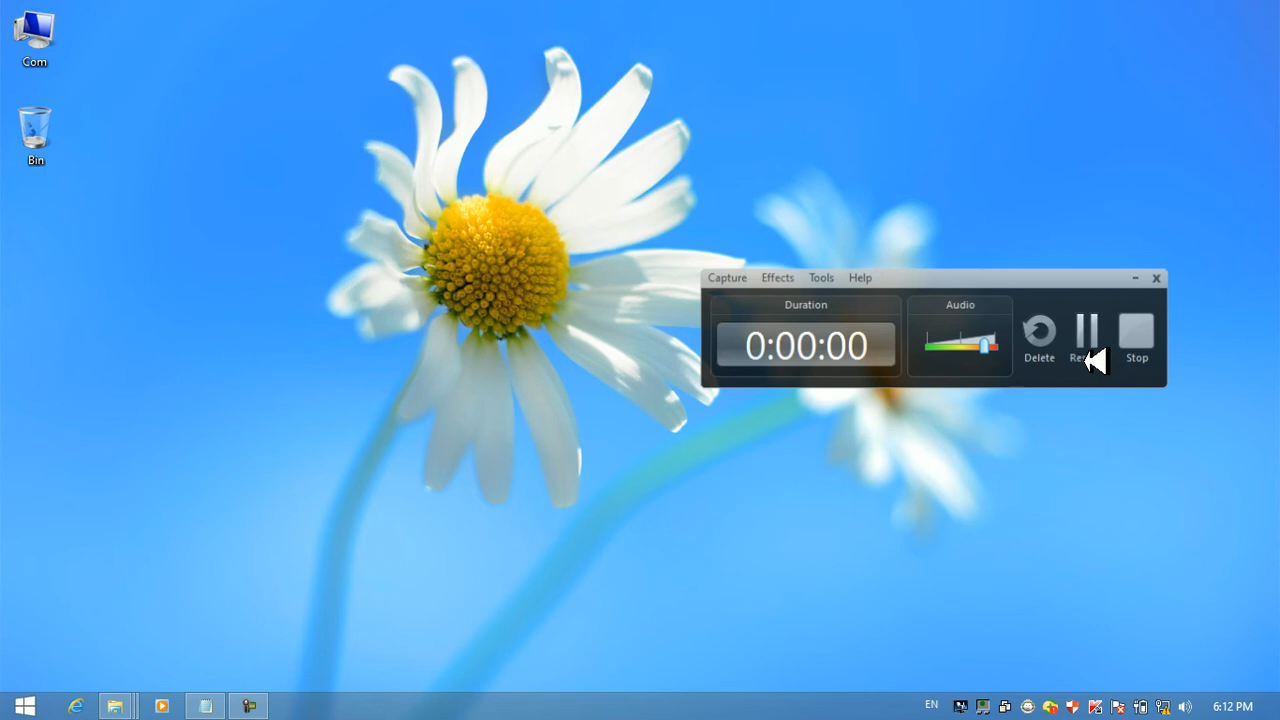 Com
Bin
Capture Effects Tools Help
Duration Audio
0:00:00
Delete Stop
EN 6:12 PM